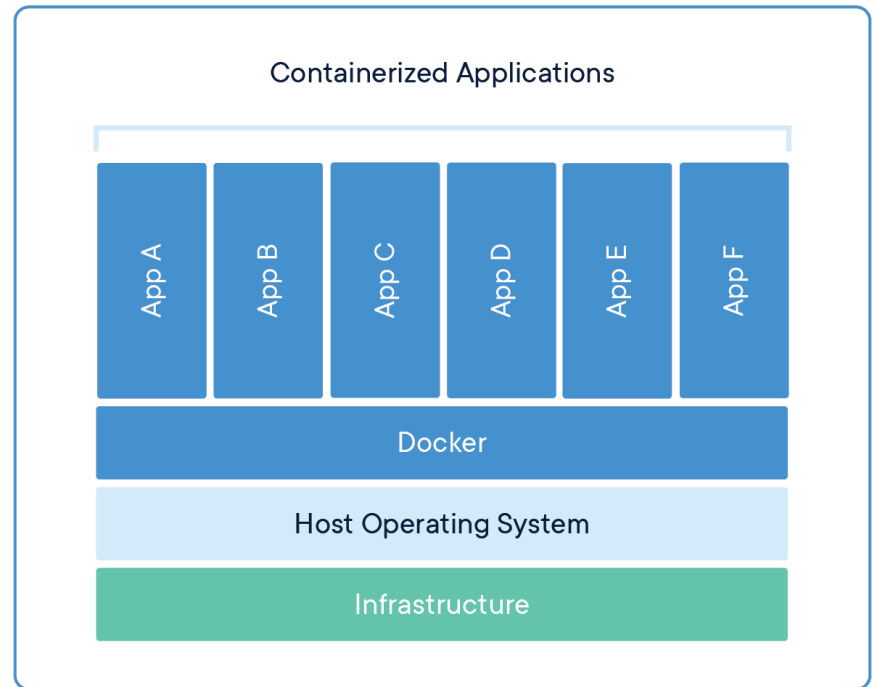 Containerized Applications
App A
App B
App C
App D
App E
App F
Docker
Host Operating System
Infrastructure